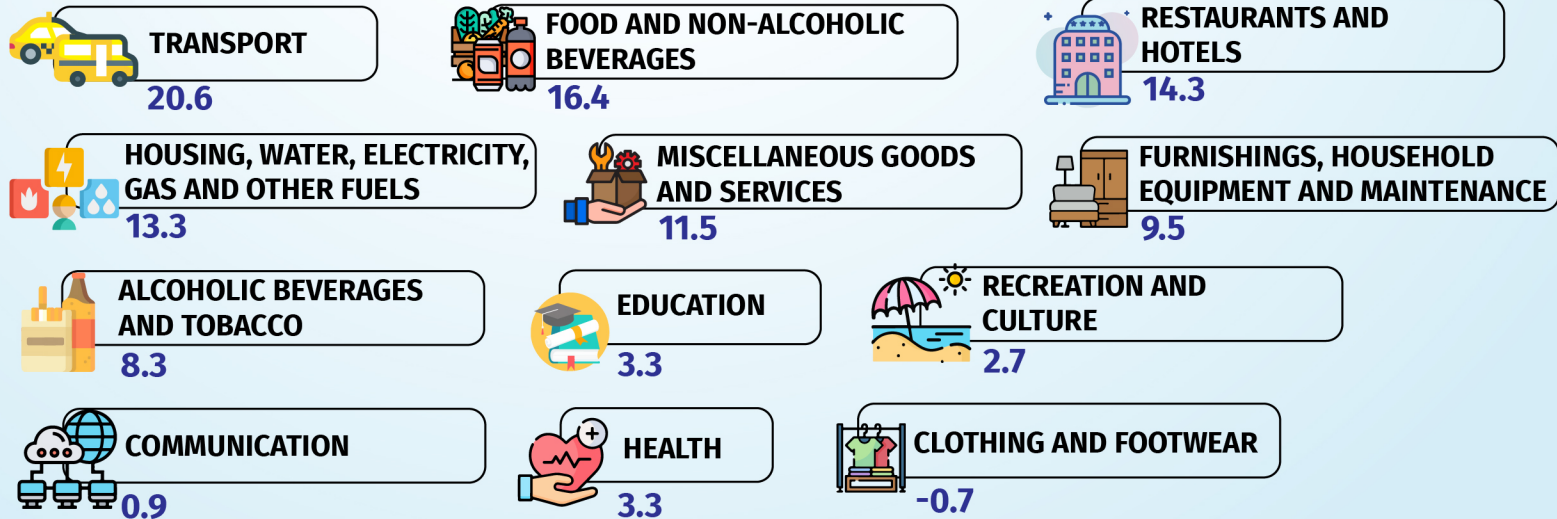 TRANSPORT
20.6
FOOD AND NON-ALCOHOLIC
BEVERAGES
16.4
RESTAURANTS AND
HOTELS
14.3
HOUSING, WATER, ELECTRICITY,
GAS AND OTHER FUELS
13.3
MISCELLANEOUS GOODS
AND SERVICES
11.5
FURNISHINGS, HOUSEHOLD
EQUIPMENT AND MAINTENANCE
9.5
ALCOHOLIC BEVERAGES
AND TOBACCO
8.3
EDUCATION
3.3
RECREATION AND
CULTURE
2.7
COMMUNICATION
0.9
HEALTH
3.3
CLOTHING AND FOOTWEAR
-0.7